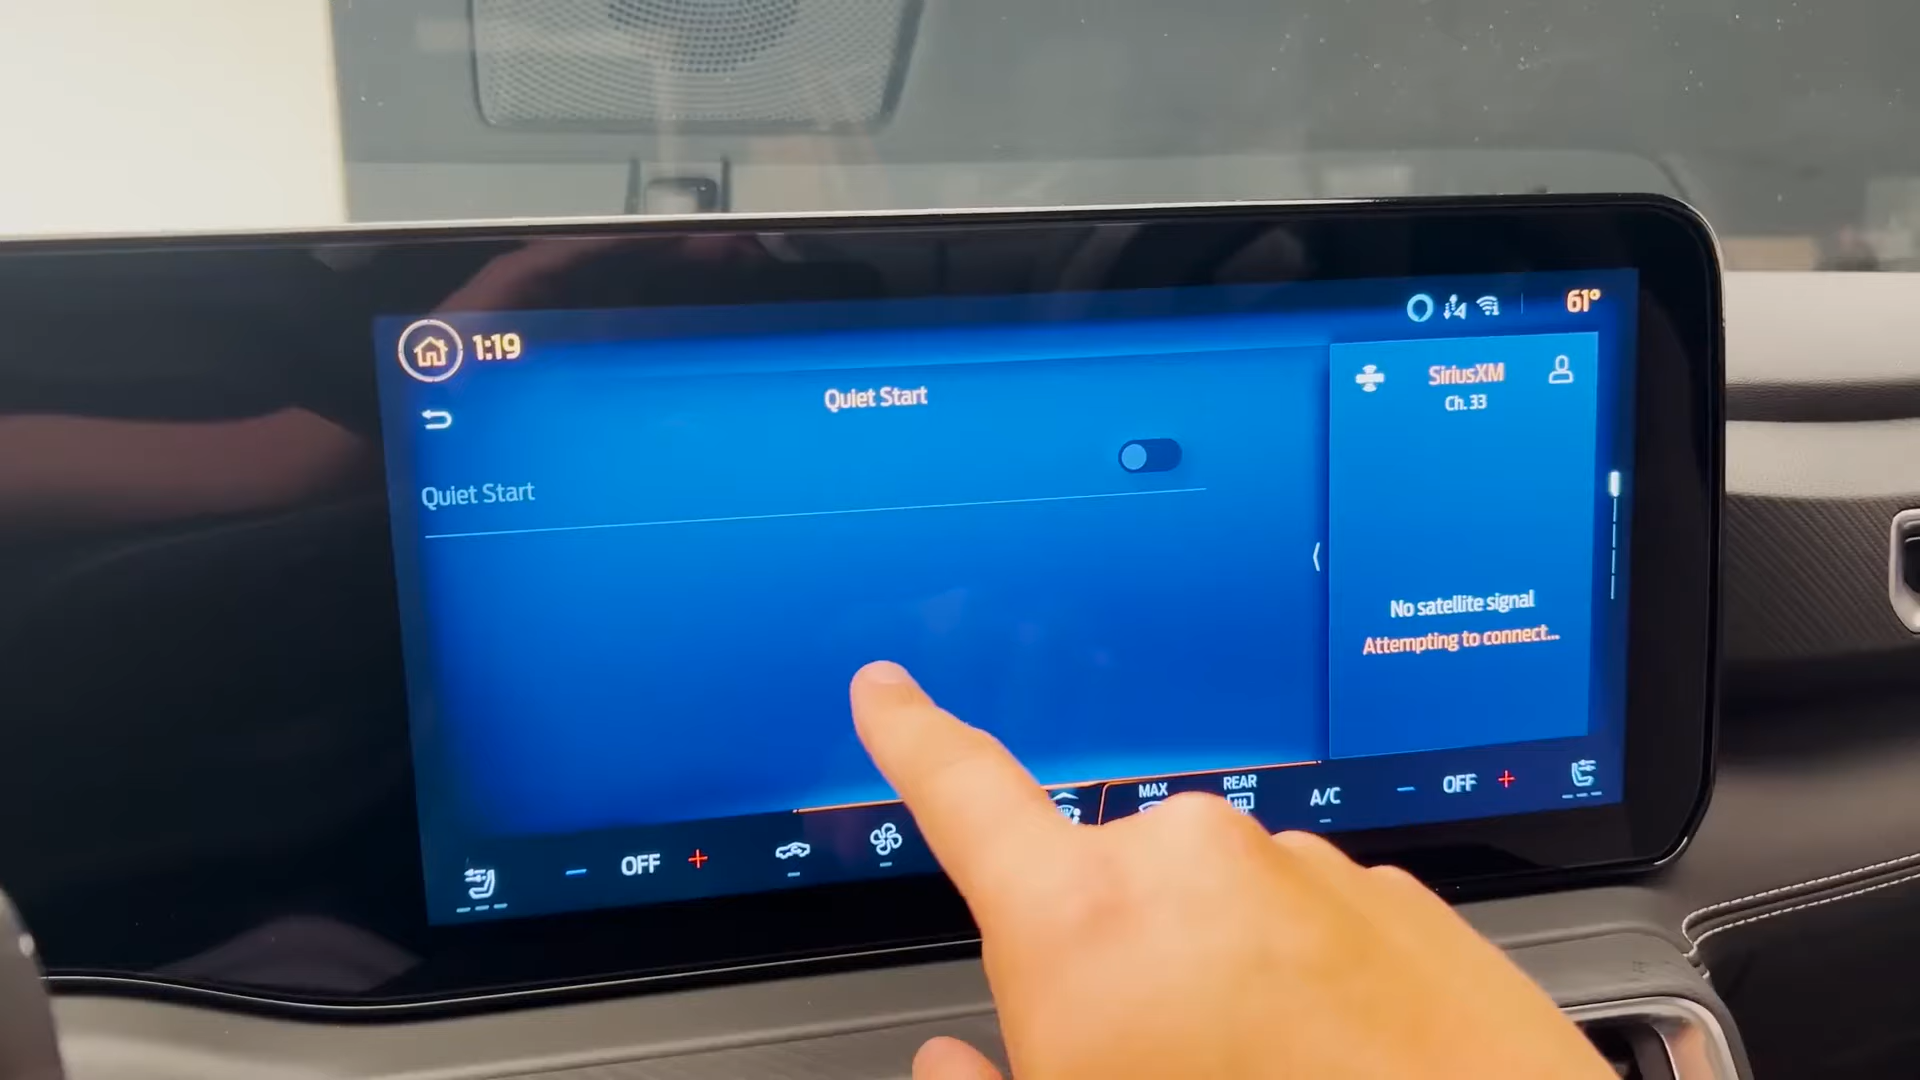 1:19
61°
Quiet Start
Quiet Start
SiriusXM
Ch. 33
No satellite signal
Attempting to connect...
OFF
MAX
REAR
A/C
OFF